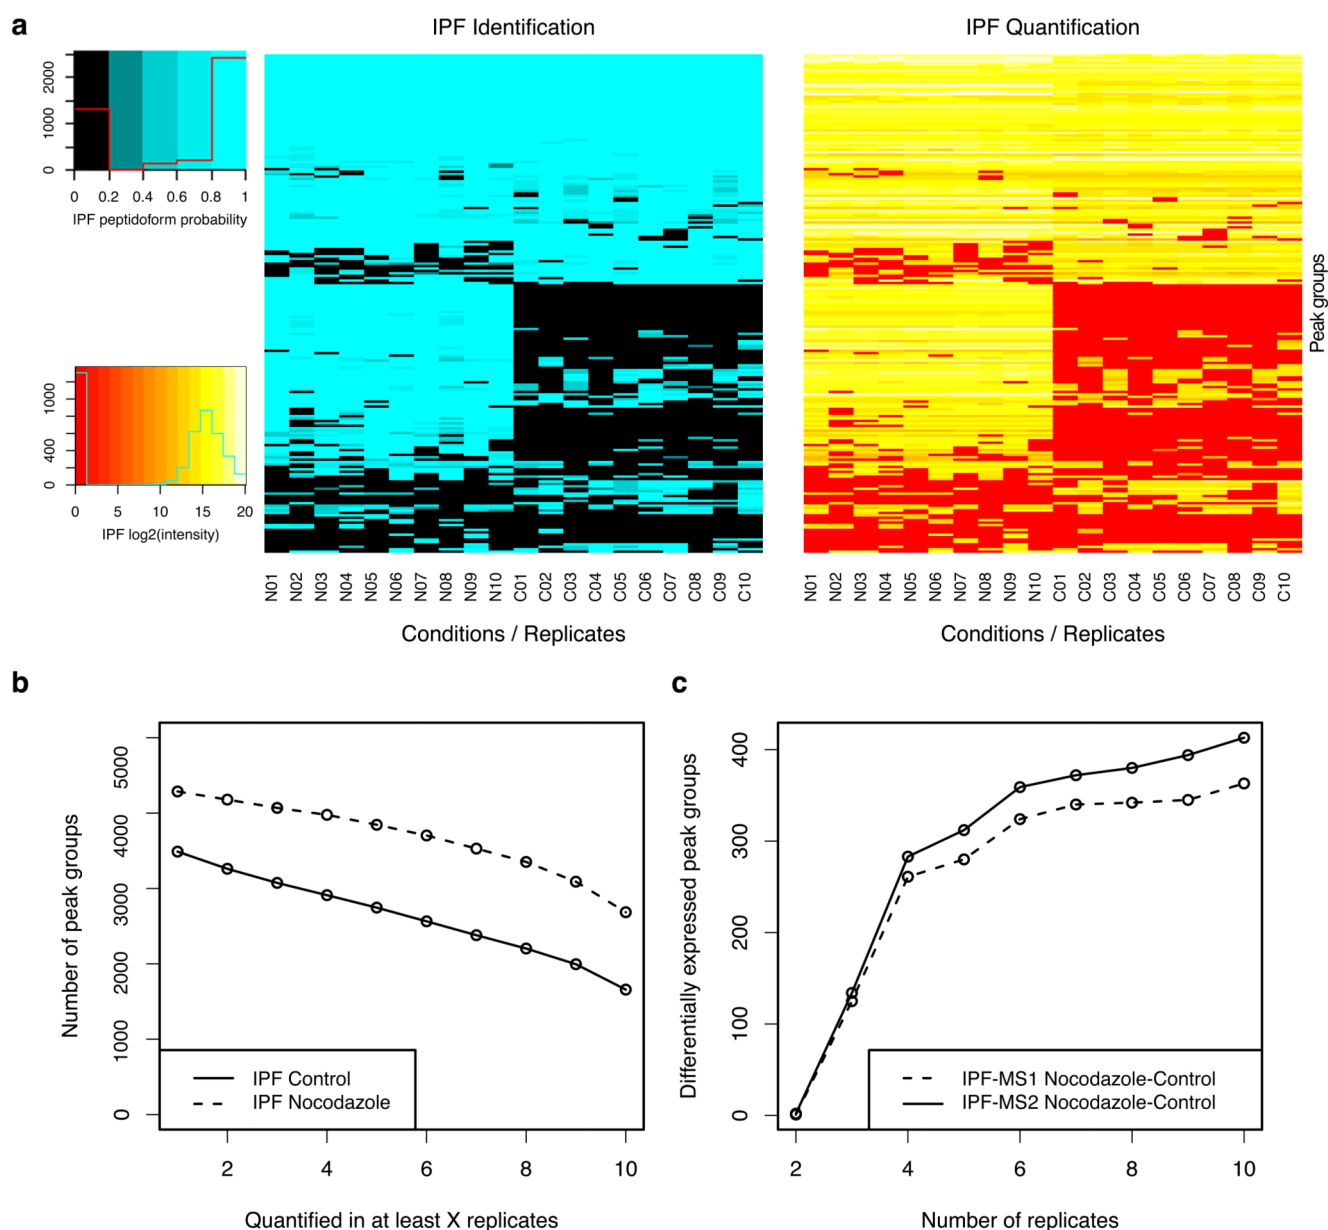 a
IPF Identification
IPF Quantification
0 1000 2000
0 0.2 0.4 0.6 0.8 1
IPF peptidoform probability
0 400 1000
0 5 10 15 20
IPF log2(intensity)
Peak groups
N01 N02 N03 N04 N05 N06 N07 N08 N09 N10 C01 C02 C03 C04 C05 C06 C07 C08 C09 C10
N01 N02 N03 N04 N05 N06 N07 N08 N09 N10 C01 C02 C03 C04 C05 C06 C07 C08 C09 C10
Conditions / Replicates
Conditions / Replicates
b
Number of peak groups
0 1000 2000 3000 4000 5000
IPF Control
IPF Nocodazole
2 4 6 8 10
Quantified in at least X replicates
c
Differentially expressed peak groups
0 100 200 300 400
IPF-MS1 Nocodazole-Control
IPF-MS2 Nocodazole-Control
2 4 6 8 10
Number of replicates